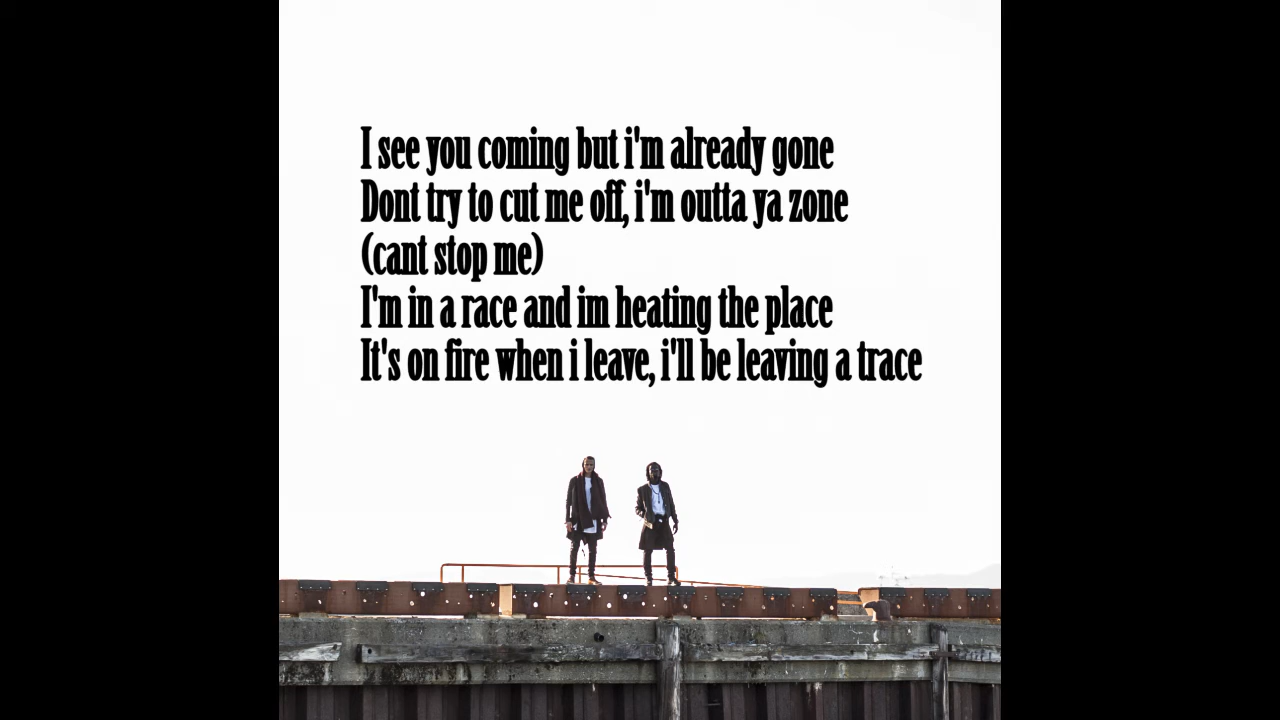 I see you coming but i'm already gone
Dont try to cut me off, i'm outta ya zone
(cant stop me)
I'm in a race and im heating the place
It's on fire when i leave, i'll be leaving a trace